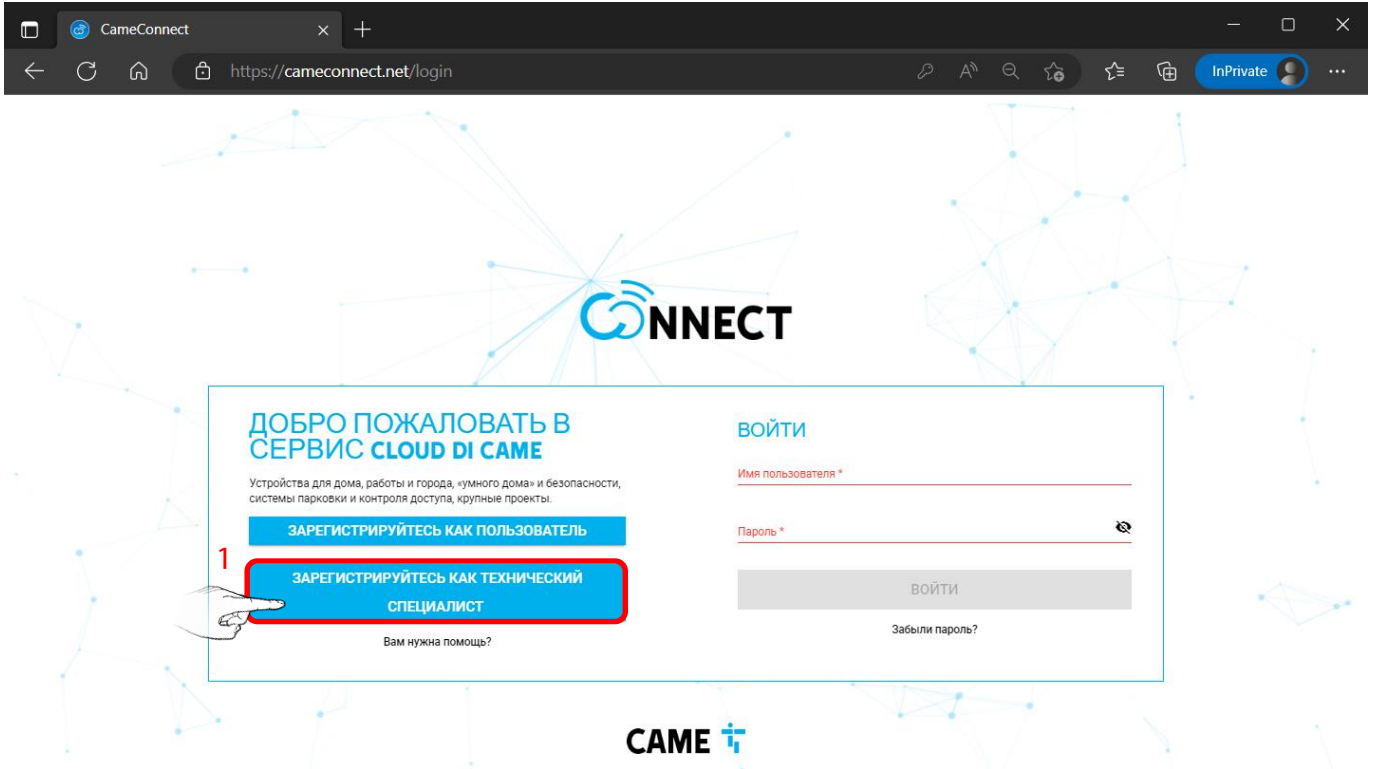 CameConnect
https://cameconnect.net/login
InPrivate
CONNECT
ДОБРО ПОЖАЛОВАТЬ В
СЕРВИС CLOUD DI CAME
Устройства для дома, работы и города, «умного дома» и безопасности,
системы парковки и контроля доступа, крупные проекты.
ЗАРЕГИСТРИРУЙТЕСЬ КАК ПОЛЬЗОВАТЕЛЬ
1
ЗАРЕГИСТРИРУЙТЕСЬ КАК ТЕХНИЧЕСКИЙ
СПЕЦИАЛИСТ
Вам нужна помощь?
ВОЙТИ
Имя пользователя *
Пароль *
ВОЙТИ
Забыли пароль?
CAME